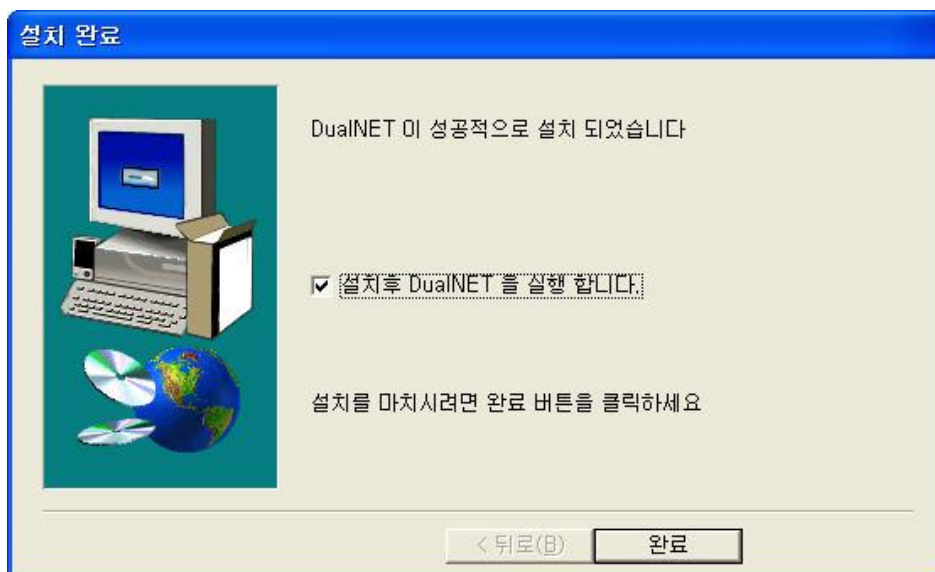 설치 완료
DualNET 이 성공적으로 설치 되었습니다
설치후 DualNET 을 실행 합니다.
설치를 마치시려면 완료 버튼을 클릭하세요
< 뒤로(B)
완료